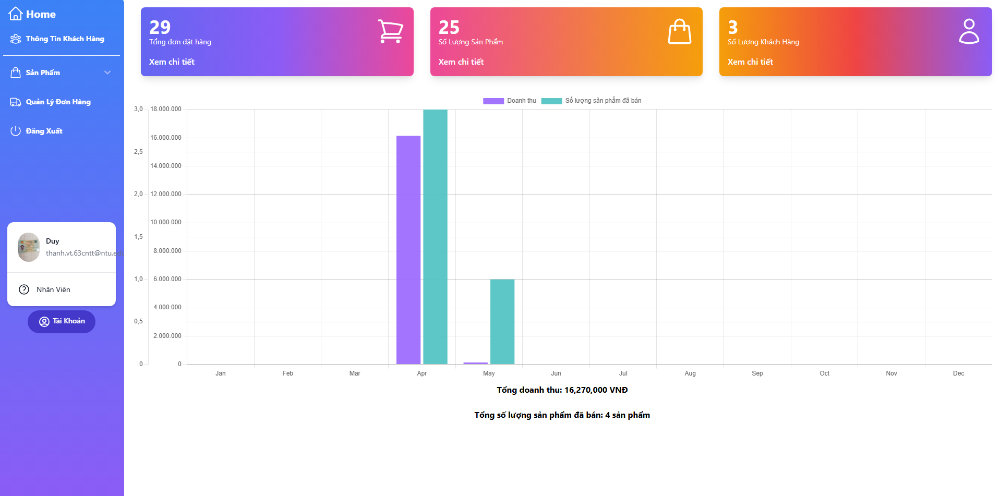 Home
Thông Tin Khách Hàng
Sản Phẩm
Quản Lý Đơn Hàng
Đăng Xuất
Duy
thanh.vt.63cntt@ntu.edu
Nhân Viên
Tài Khoản
29
Tổng đơn đặt hàng
Xem chi tiết
25
Số Lượng Sản Phẩm
Xem chi tiết
3
Số Lượng Khách Hàng
Xem chi tiết
Doanh thu Số lượng sản phẩm đã bán
3,0 18.000.000
16.000.000
2,5
14.000.000
2,0 12.000.000
10.000.000
1,5
8.000.000
1,0 6.000.000
4.000.000
0,5
2.000.000
0 0
Jan Feb Mar Apr May Jun Jul Aug Sep Oct Nov Dec
Tổng doanh thu: 16,270,000 VNĐ
Tổng số lượng sản phẩm đã bán: 4 sản phẩm